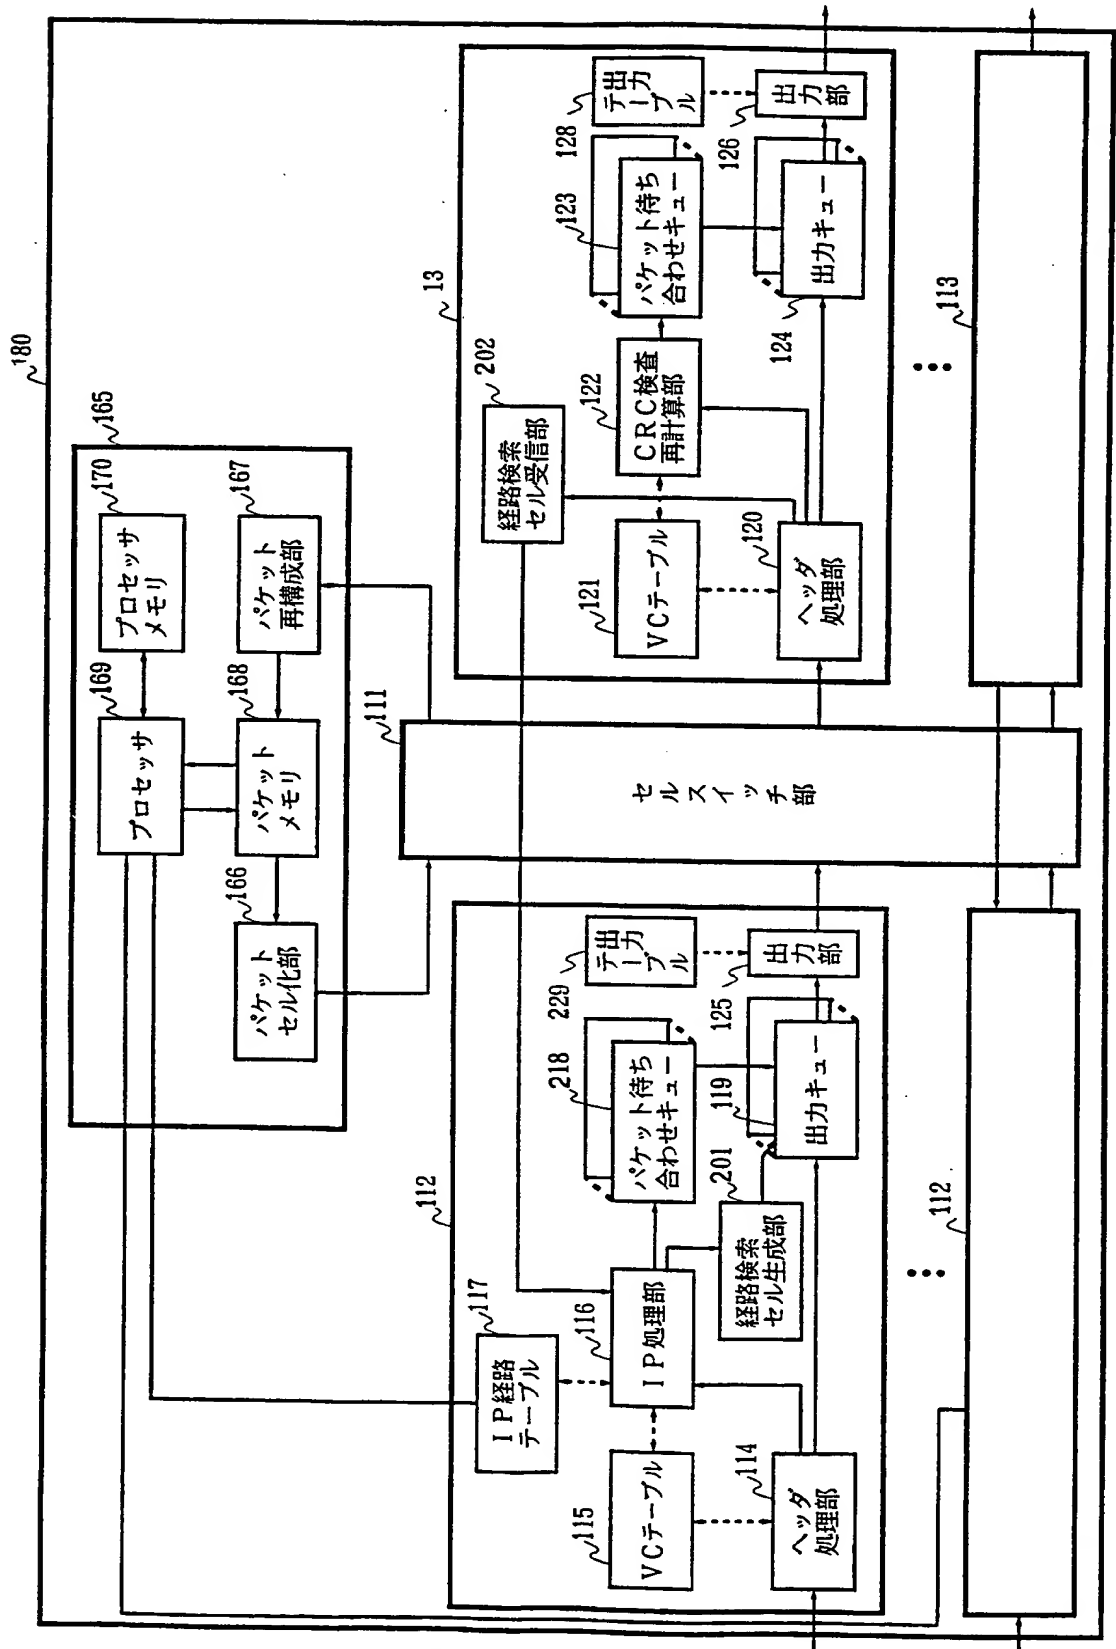 180
165
169
プロセッサ
170
プロセッサ
メモリ
166
パケット
セル化部
168
パケット
メモリ
167
パケット
再構成部
112
117
IP経路
テーブル
115
VCテーブル
116
IP処理部
218
パケット待ち
合わせキュー
229
出力
テーブル
114
ヘッダ
処理部
201
経路検索
セル生成部
119
出力キュー
125
出力部
111
セルスイッチ部
13
202
経路検索
セル受信部
121
VCテーブル
122
CRC検査
再計算部
123
パケット待ち
合わせキュー
128
出力
テーブル
120
ヘッダ
処理部
124
出力キュー
126
出力部
112
113